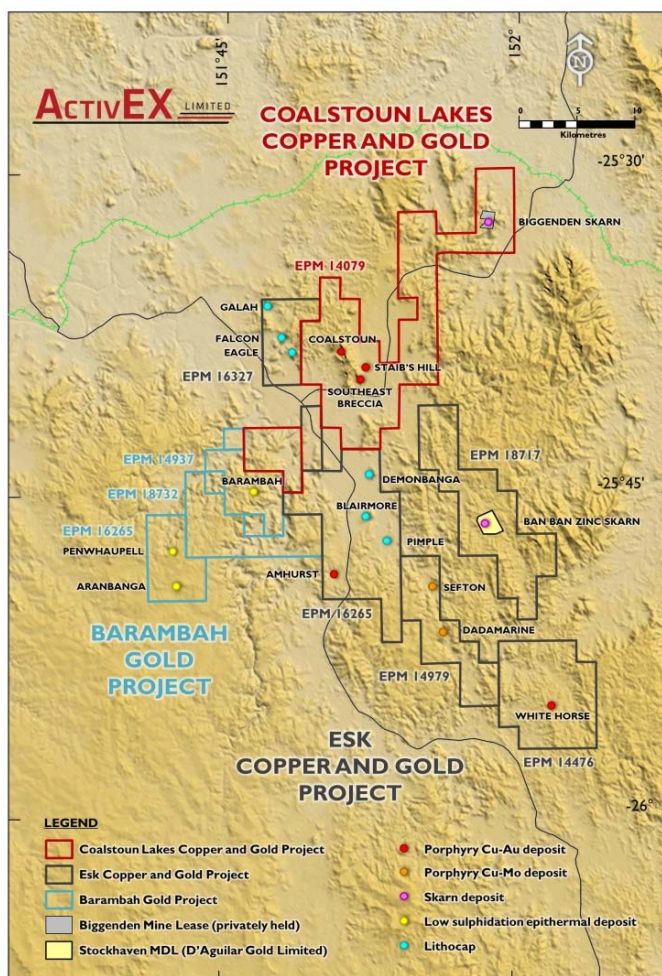 151°45'
152°
ACTIVEX
LIMITED
N
0
5
10
Kilometres
COALSTOUN LAKES
COPPER AND GOLD
PROJECT
-25°30'
BIGGENDEN SKARN
EPM 14079
GALAH
FALCON
EAGLE
COALSTOUN
STAIB'S HILL
EPM 16327
SOUTHEAST
BRECCIA
EPM 14937
EPM 18717
BARAMBAH
DEMONBANGA
-25°45'
EPM 18732
BLAIRMORE
BAN BAN ZINC SKARN
EPM 16265
PENWHAUPELL
PIMPLE
AMHURST
ARANBANGA
SEFTON
EPM 16265
DADAMARINE
BARAMBAH
GOLD
PROJECT
EPM 14979
WHITE HORSE
ESK
COPPER AND GOLD
PROJECT
EPM 14476
-26°
LEGEND
Coalstoun Lakes Copper and Gold Project
Esk Copper and Gold Project
Barambah Gold Project
Biggenden Mine Lease (privately held)
Stockhaven MDL (D'Aguilar Gold Limited)
Porphyry Cu-Au deposit
Porphyry Cu-Mo deposit
Skarn deposit
Low sulphidation epithermal deposit
Lithocap